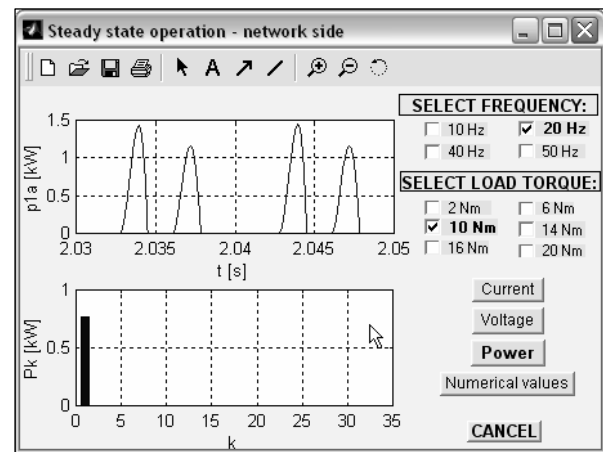 Steady state operation - network side
A
SELECT FREQUENCY:
10 Hz 20 Hz
40 Hz 50 Hz
SELECT LOAD TORQUE:
2 Nm 6 Nm
10 Nm 14 Nm
16 Nm 20 Nm
Current
Voltage
Power
Numerical values
CANCEL
p1a [kW]
1.5
1
0.5
0
2.03 2.035 2.04 2.045 2.05
t [s]
Pk [kW]
1
0.5
0
0 5 10 15 20 25 30 35
k